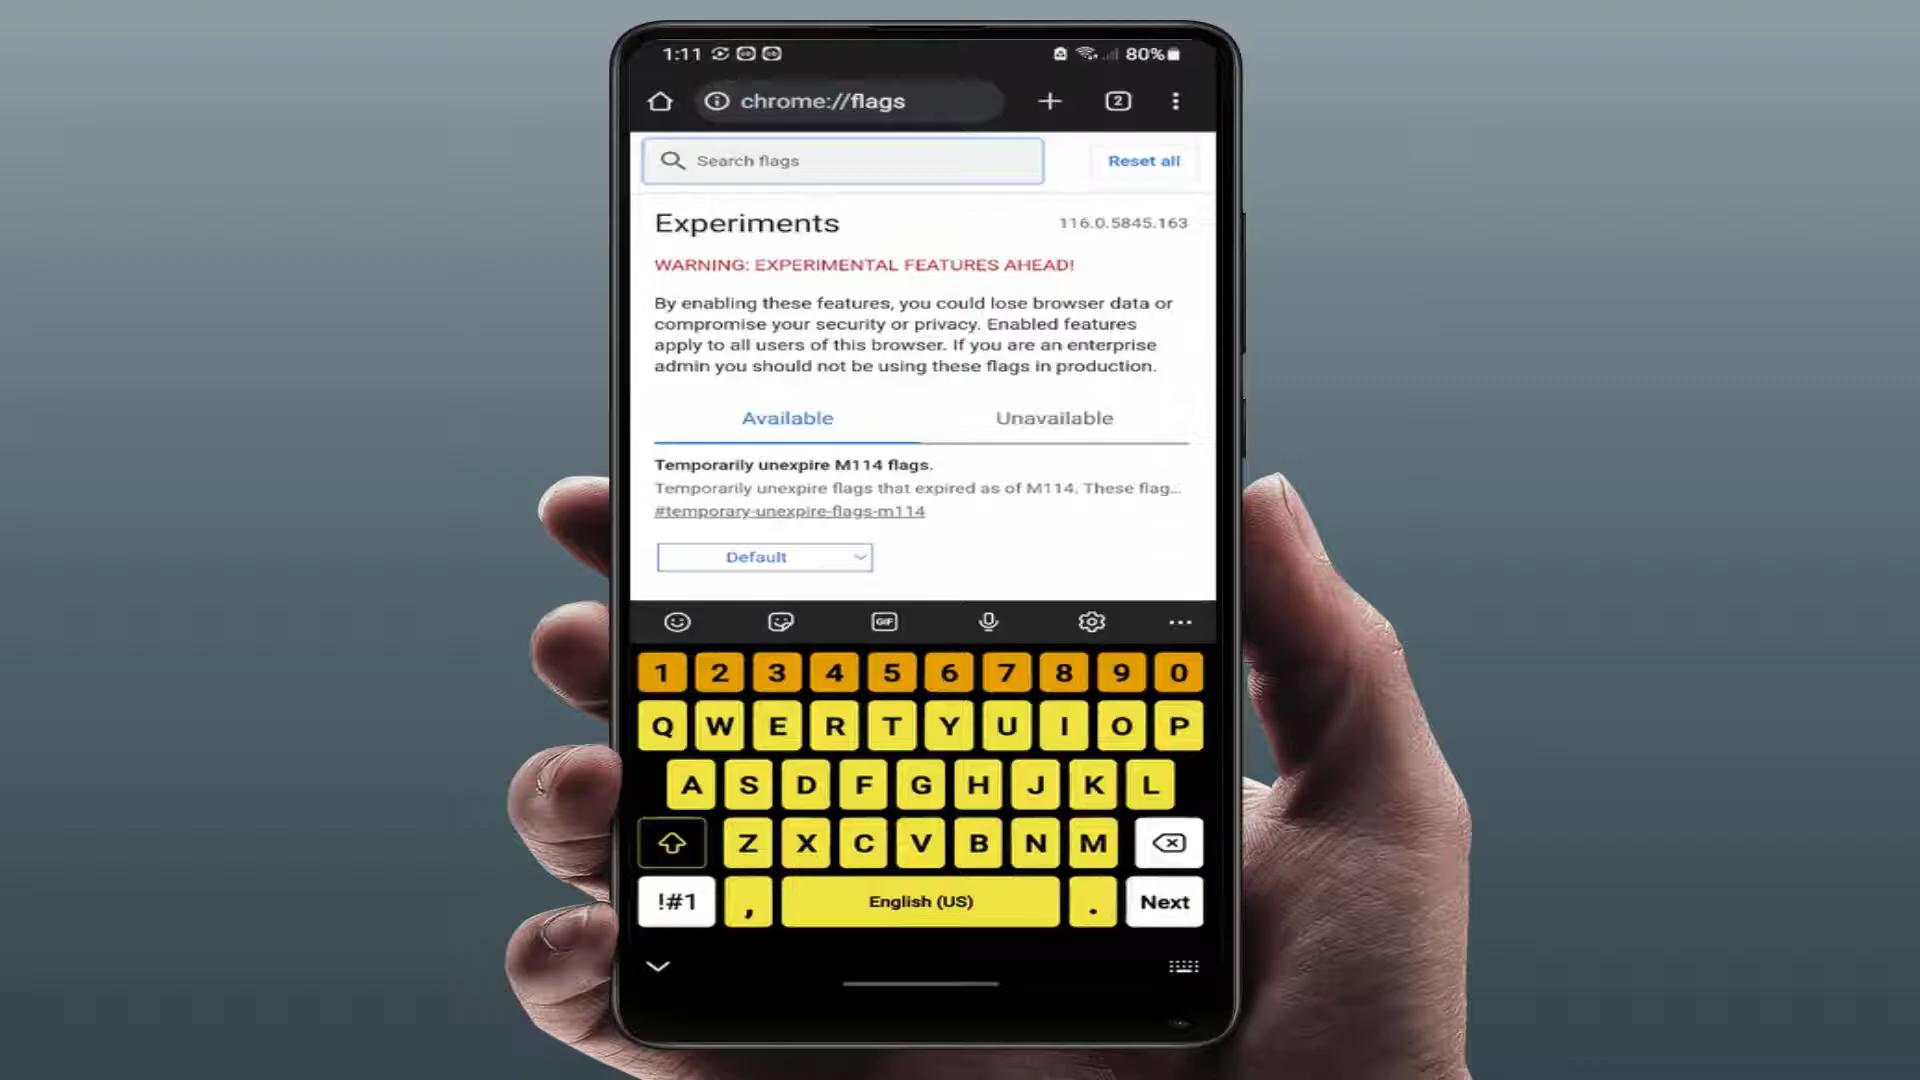 1:11
80%
chrome://flags
2
Search flags
Reset all
Experiments
116.0.5845.163
WARNING: EXPERIMENTAL FEATURES AHEAD!
By enabling these features, you could lose browser data or
compromise your security or privacy. Enabled features
apply to all users of this browser. If you are an enterprise
admin you should not be using these flags in production.
Available
Unavailable
Temporarily unexpire M114 flags.
Temporarily unexpire flags that expired as of M114. These flag...
#temporary-unexpire-flags-m114
Default
GIF
1 2 3 4 5 6 7 8 9 0
Q W E R T Y U I O P
A S D F G H J K L
Z X C V B N M
!#1 , English (US) . Next